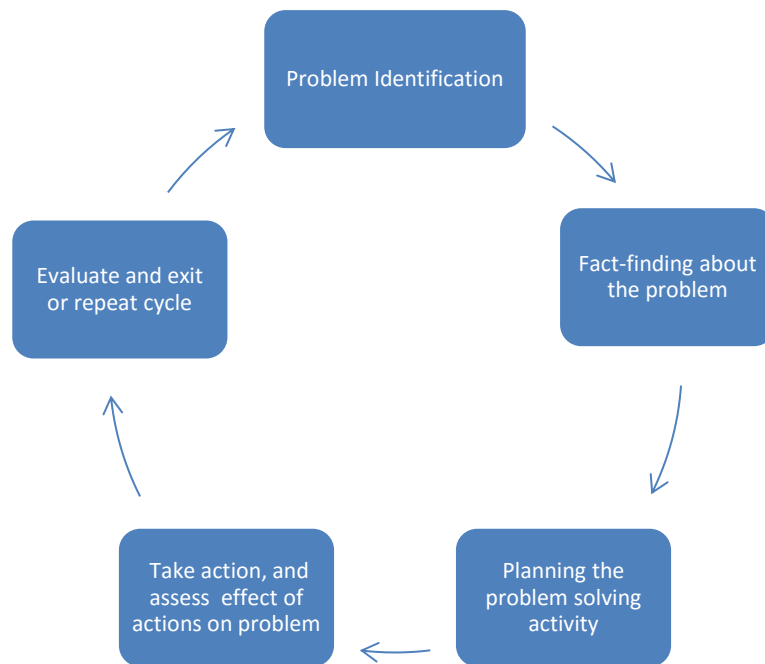 Problem Identification
Fact-finding about
the problem
Planning the
problem solving
activity
Take action, and
assess effect of
actions on problem
Evaluate and exit
or repeat cycle